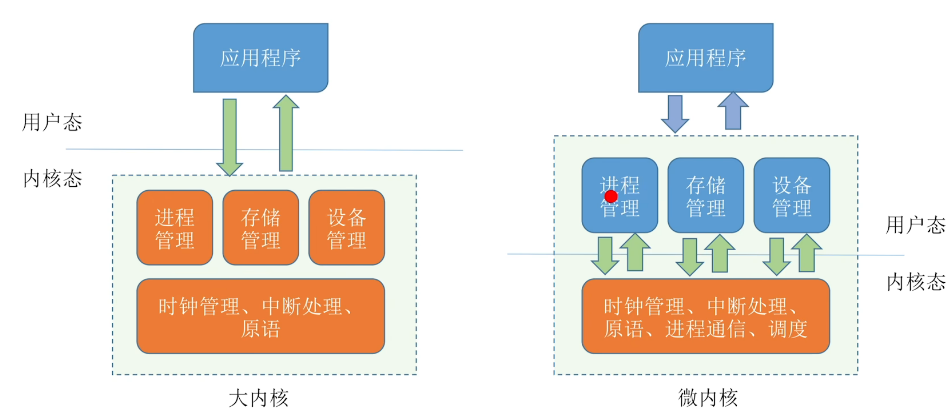 应用程序
用户态
内核态
进程
管理
存储
管理
设备
管理
时钟管理、中断处理、
原语
大内核
应用程序
进程
管理
存储
管理
设备
管理
用户态
内核态
时钟管理、中断处理、
原语、进程通信、调度
微内核